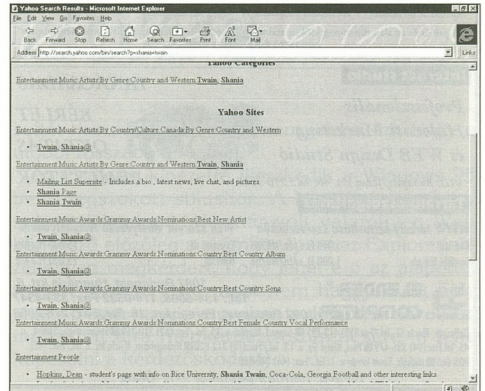 Yahoo Search Results - Microsoft Internet Explorer
File Edit View Go Favorites Help
Back Forward Stop Refresh Home Search Favorites Print Font Mail
Address http://search.yahoo.com/bin/search?p=shania+twain Links
Yahoo Categories
Entertainment:Music:Artists:By Genre:Country and Western:Twain, Shania
Yahoo Sites
Entertainment:Music:Artists:By Country/Culture:Canada:By Genre:Country and Western
• Twain, Shania@
Entertainment:Music:Artists:By Genre:Country and Western:Twain, Shania
• Mailing List Supersite - Includes a bio, latest news, live chat, and pictures.
• Shania Page
• Shania Twain
Entertainment:Music:Awards:Grammy Awards:Nominations:Best New Artist
• Twain, Shania@
Entertainment:Music:Awards:Grammy Awards:Nominations:Country:Best Country Album
• Twain, Shania@
Entertainment:Music:Awards:Grammy Awards:Nominations:Country:Best Country Song
• Twain, Shania@
Entertainment:Music:Awards:Grammy Awards:Nominations:Country:Best Female Country Vocal Performance
• Twain, Shania@
Entertainment:People
• Hopkins, Dean - student's page with info on Rice University, Shania Twain, Coca-Cola, Georgia Football and other interesting links